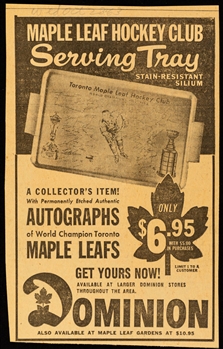 MAPLE LEAF HOCKEY CLUB
Serving Tray
STAIN-RESISTANT
SILIUM
Toronto Maple Leaf Hockey Club
A COLLECTOR'S ITEM!
With Permanently Etched Authentic
AUTOGRAPHS
of World Champion Toronto
MAPLE LEAFS
ONLY
$6.95
WITH $5.00
IN PURCHASES
LIMIT 1 TO A
CUSTOMER
GET YOURS NOW!
AVAILABLE AT LARGER DOMINION STORES
THROUGHOUT THE AREA.
DOMINION
ALSO AVAILABLE AT MAPLE LEAF GARDENS AT $10.95